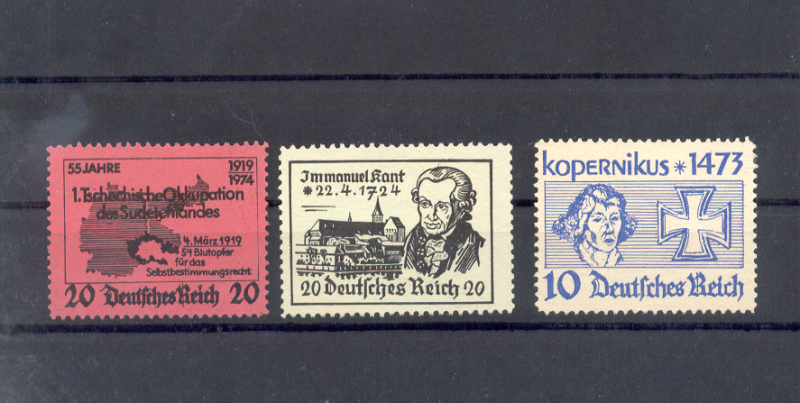 55 JAHRE 1919
1974
1. Tschechische Okkupation
des Sudetenlandes
4. März 1919
54 Blutopfer
für das
Selbstbestimmungsrecht
20 Deutsches Reich 20
Immanuel Kant
* 22.4.1724
20 Deutsches Reich 20
KOPERNIKUS * 1473
10 Deutsches Reich